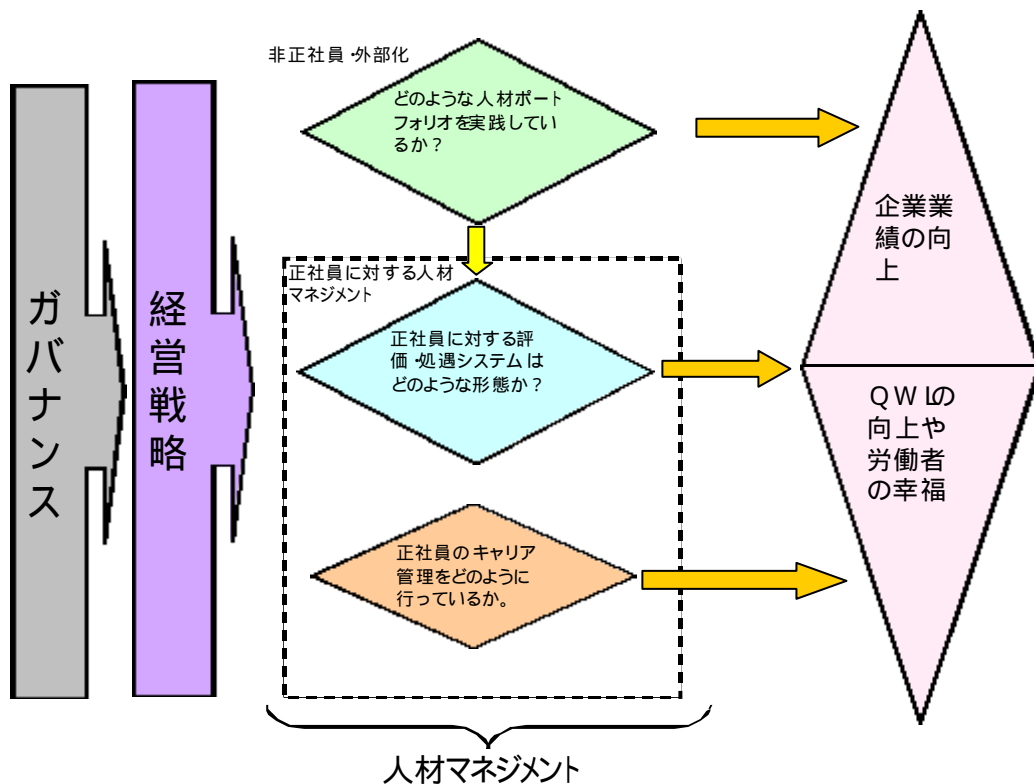 ガバナンス
経営戦略
非正社員・外部化
どのような人材ポート
フォリオを実践してい
るか?
正社員に対する人材
マネジメント
正社員に対する評
価・処遇システムは
どのような形態か?
正社員のキャリア
管理をどのように
行っているか。
人材マネジメント
企業業
績の向
上
QWLの
向上や
労働者
の幸福